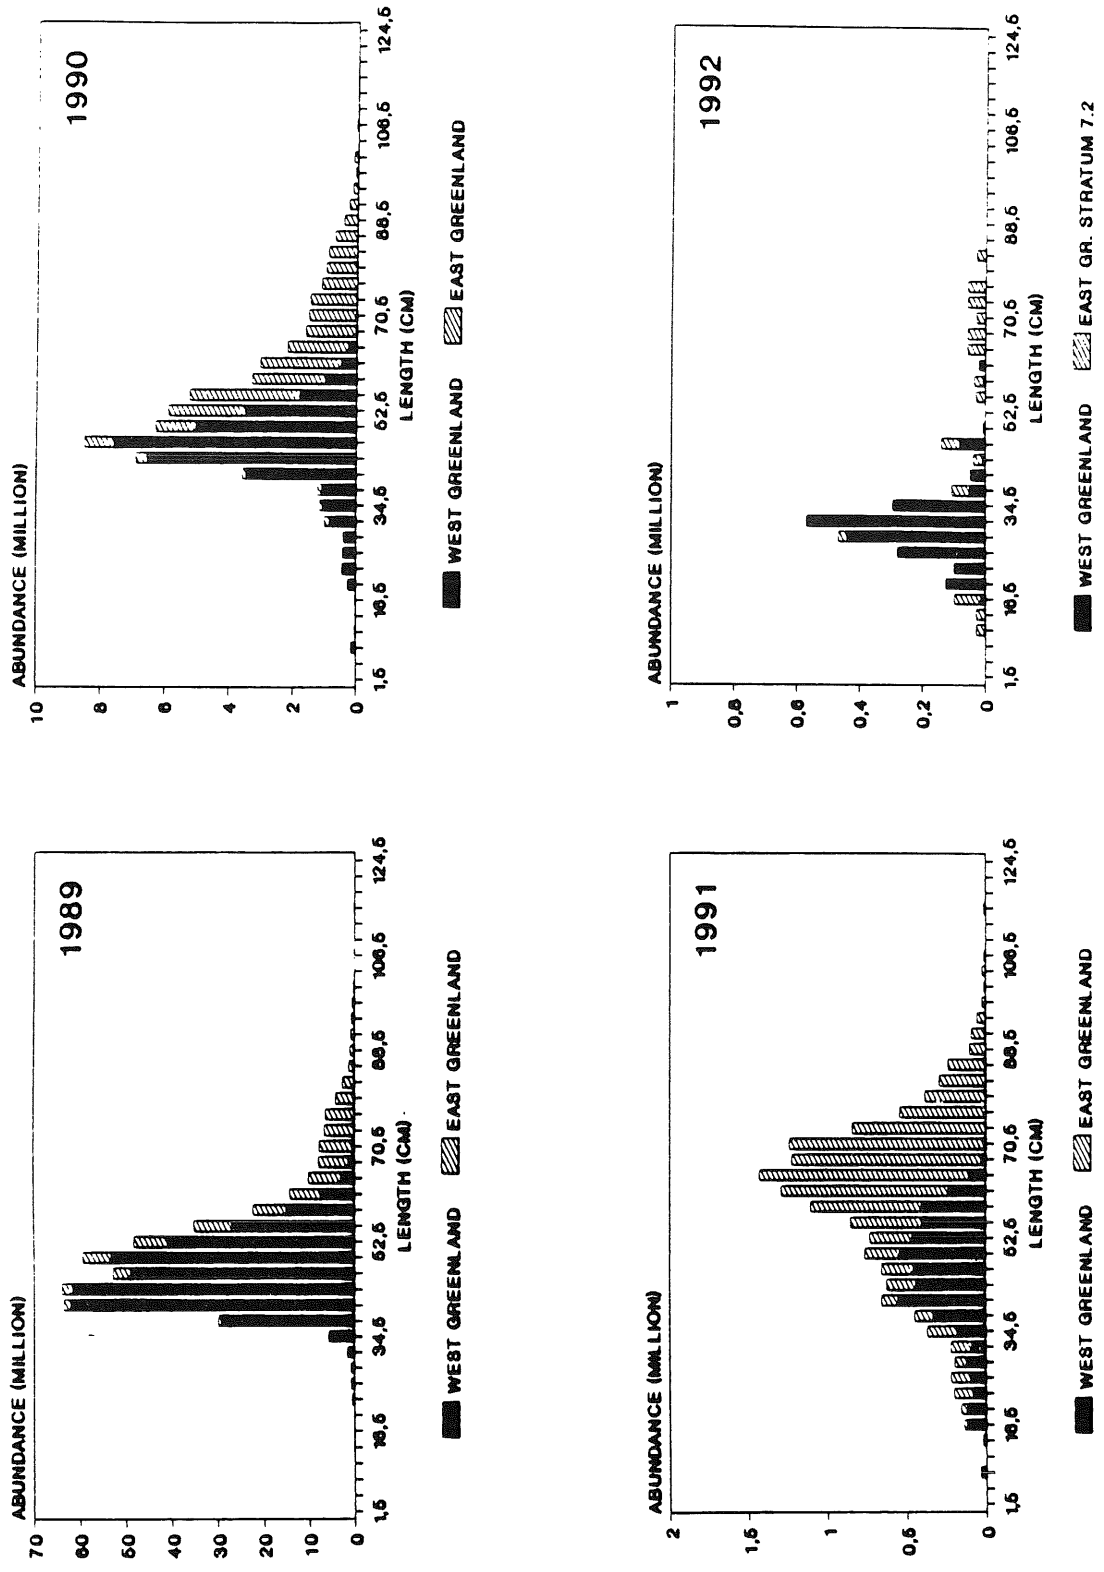 ABUNDANCE (MILLION)
1989
70
60
50
40
30
20
10
0
1,5 16,5 34,5 52,5 70,5 88,5 106,5 124,5
LENGTH (CM)
WEST GREENLAND EAST GREENLAND
ABUNDANCE (MILLION)
1990
10
8
6
4
2
0
1,5 16,5 34,5 52,5 70,5 88,5 106,5 124,5
LENGTH (CM)
WEST GREENLAND EAST GREENLAND
ABUNDANCE (MILLION)
1991
2
1,5
1
0,5
0
1,5 16,5 34,5 52,5 70,5 88,5 106,5 124,5
LENGTH (CM)
WEST GREENLAND EAST GREENLAND
ABUNDANCE (MILLION)
1992
1
0,8
0,6
0,4
0,2
0
1,5 16,5 34,5 52,5 70,5 88,5 106,5 124,5
LENGTH (CM)
WEST GREENLAND EAST GR. STRATUM 7.2